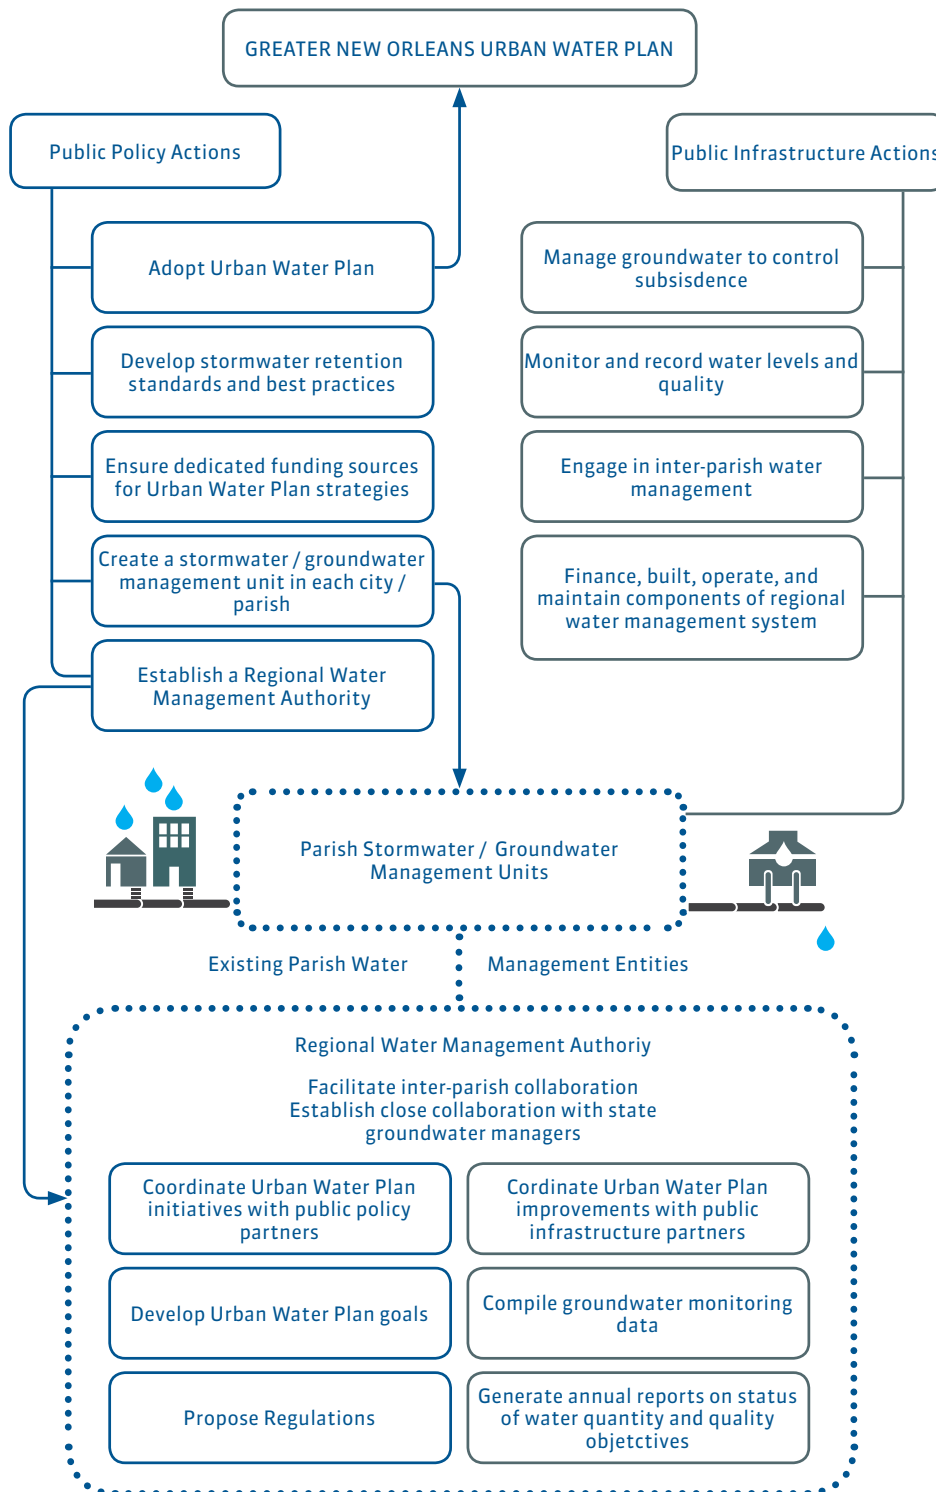 GREATER NEW ORLEANS URBAN WATER PLAN
Public Policy Actions
Adopt Urban Water Plan
Develop stormwater retention
standards and best practices
Ensure dedicated funding sources
for Urban Water Plan strategies
Create a stormwater / groundwater
management unit in each city /
parish
Establish a Regional Water
Management Authority
Public Infrastructure Actions
Manage groundwater to control
subsisdence
Monitor and record water levels and
quality
Engage in inter-parish water
management
Finance, built, operate, and
maintain components of regional
water management system
Parish Stormwater / Groundwater
Management Units
Existing Parish Water Management Entities
Regional Water Management Authoriy
Facilitate inter-parish collaboration
Establish close collaboration with state
groundwater managers
Coordinate Urban Water Plan
initiatives with public policy
partners
Develop Urban Water Plan goals
Propose Regulations
Cordinate Urban Water Plan
improvements with public
infrastructure partners
Compile groundwater monitoring
data
Generate annual reports on status
of water quantity and quality
objetctives